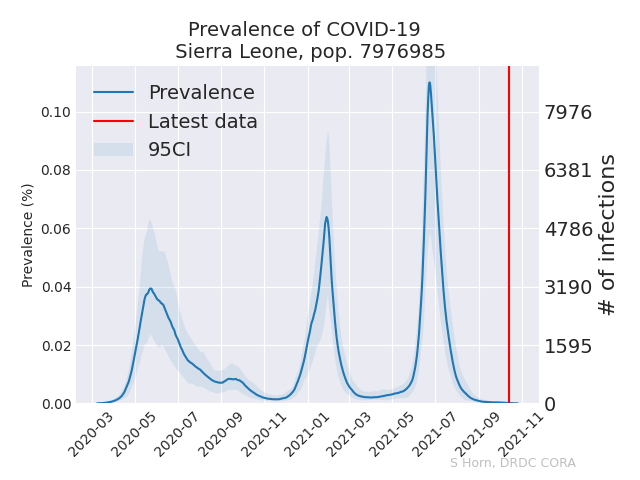 Prevalence of COVID-19
Sierra Leone, pop. 7976985
Prevalence
Latest data
95CI
Prevalence (%)
0.10
0.08
0.06
0.04
0.02
0.00
7976
6381
4786
3190
1595
0
# of infections
2020-03
2020-05
2020-07
2020-09
2020-11
2021-01
2021-03
2021-05
2021-07
2021-09
2021-11
S Horn, DRDC CORA